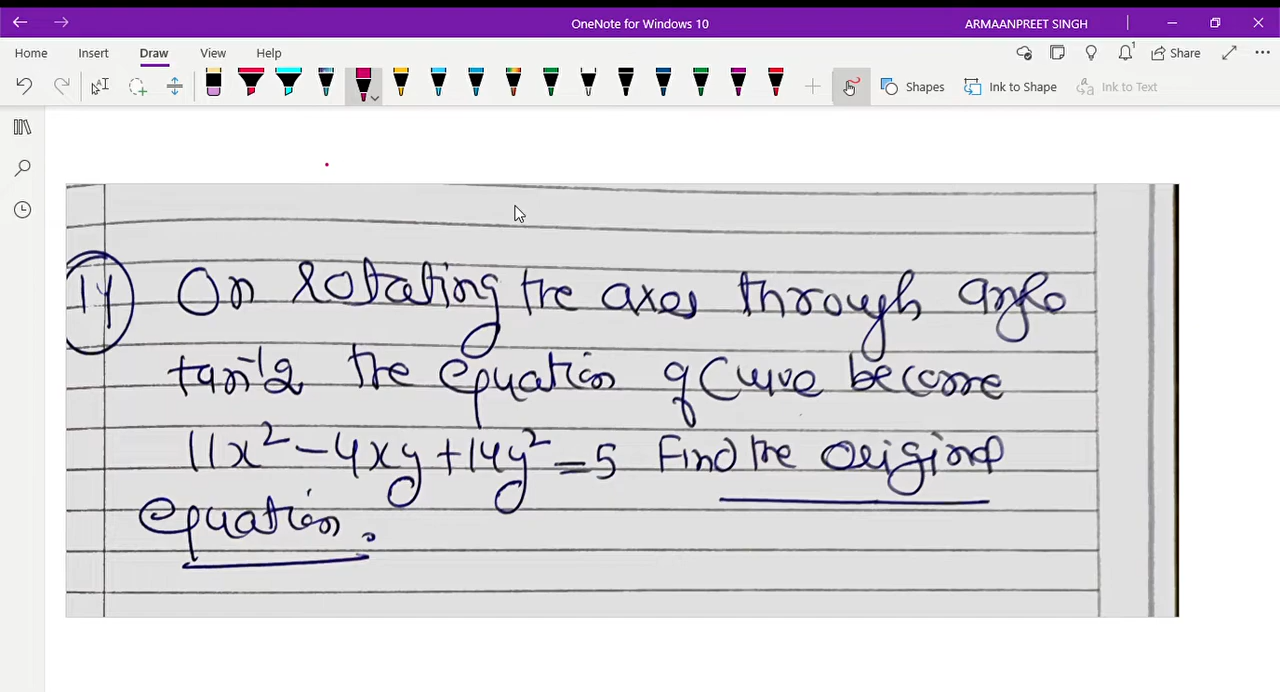 OneNote for Windows 10
ARMAANPREET SINGH
Home Insert Draw View Help
Share
Shapes Ink to Shape Ink to Text
14 On rotating the axes through angle
tan⁻¹2 the equation of Curve become
11x² - 4xy + 14y² = 5 Find the original
equation.